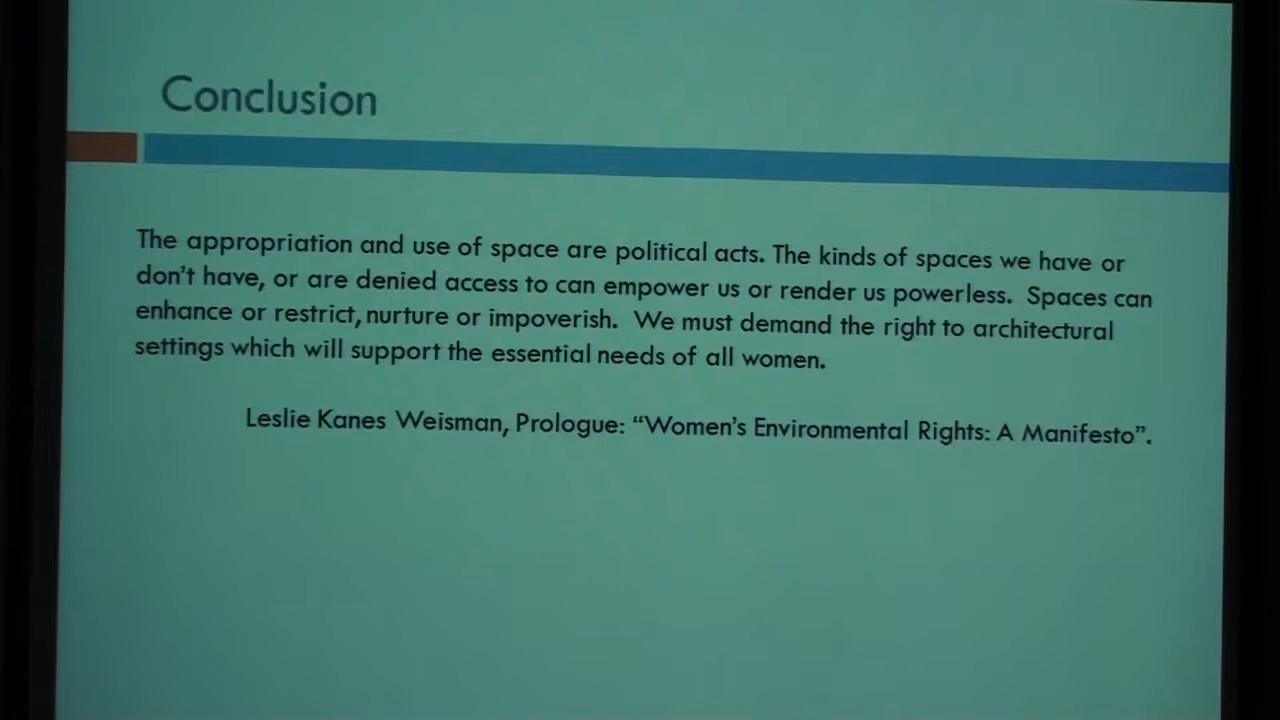 Conclusion
The appropriation and use of space are political acts. The kinds of spaces we have or
don't have, or are denied access to can empower us or render us powerless.  Spaces can
enhance or restrict, nurture or impoverish.  We must demand the right to architectural
settings which will support the essential needs of all women.
Leslie Kanes Weisman, Prologue: “Women's Environmental Rights: A Manifesto”.